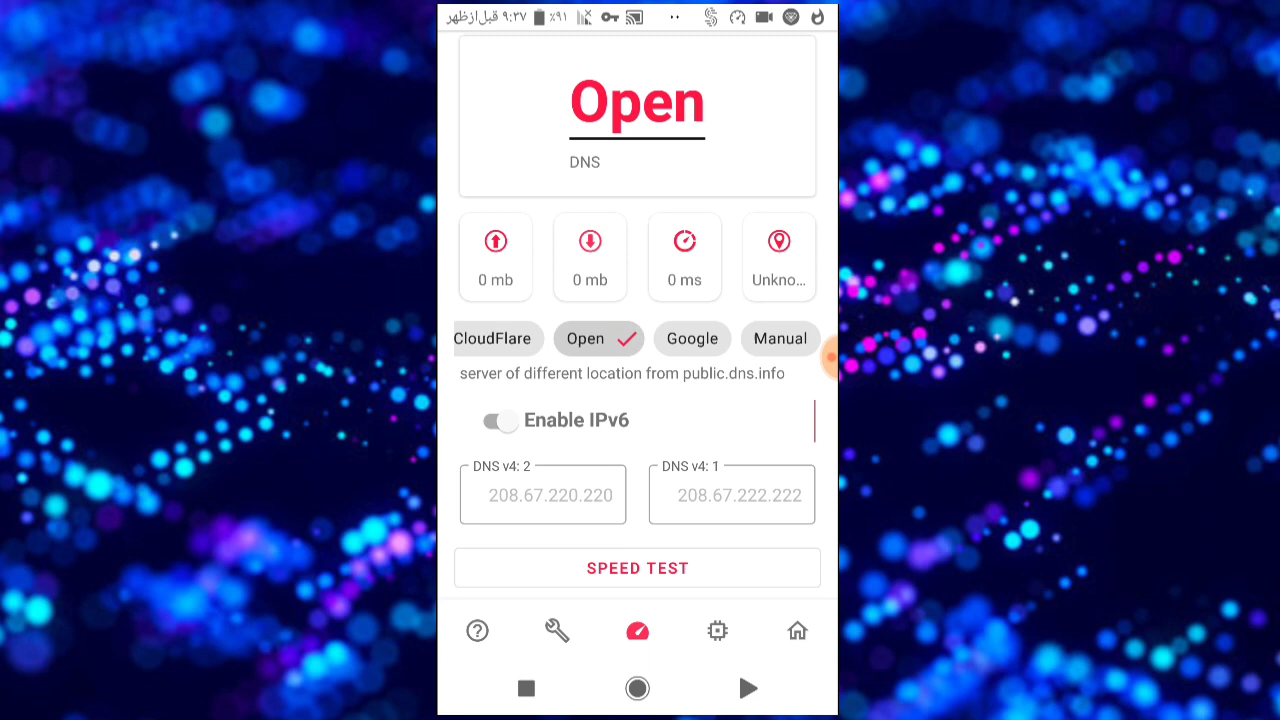 ۹:۳۷ قبل‌ازظهر ٪۹۱
Open
DNS
0 mb
0 mb
0 ms
Unkno...
CloudFlare
Open
Google
Manual
server of different location from public.dns.info
Enable IPv6
DNS v4: 2
208.67.220.220
DNS v4: 1
208.67.222.222
SPEED TEST